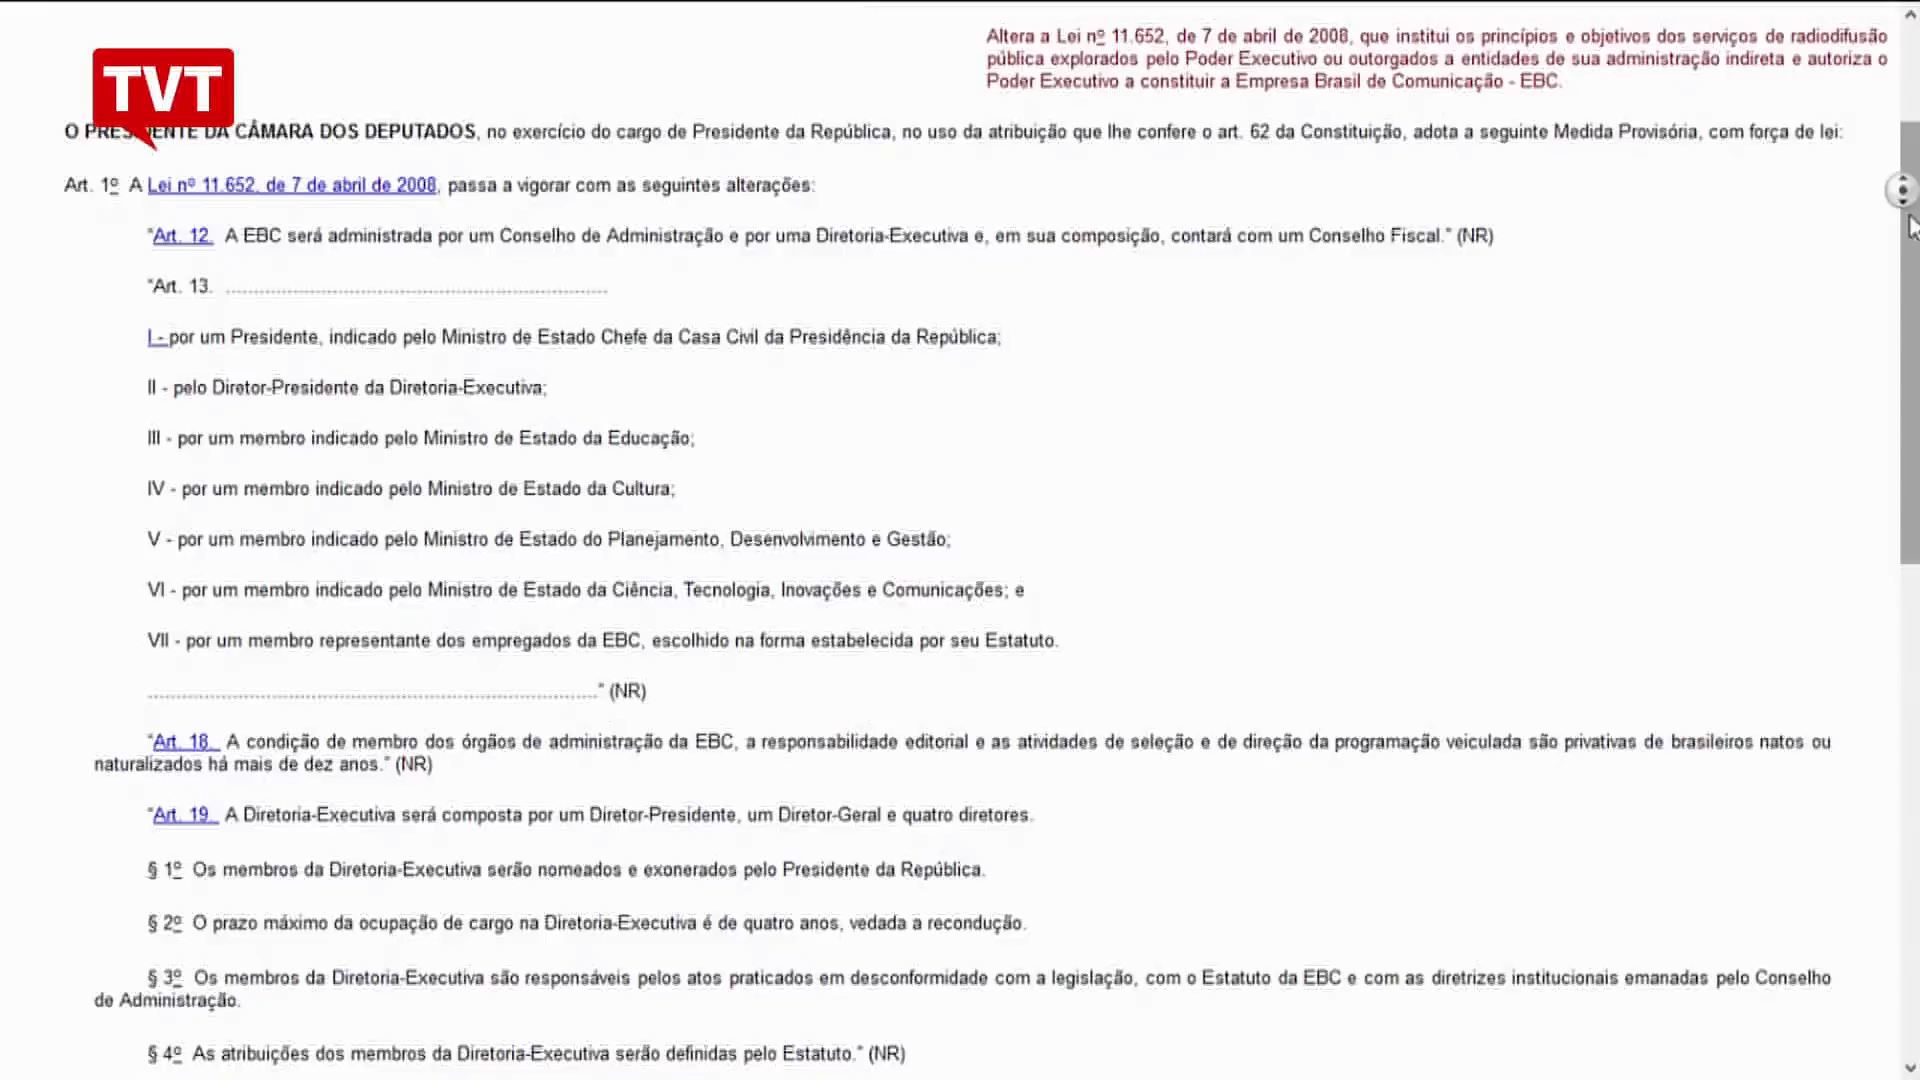 Altera a Lei nº 11.652, de 7 de abril de 2008, que institui os princípios e objetivos dos serviços de radiodifusão
pública explorados pelo Poder Executivo ou outorgados a entidades de sua administração indireta e autoriza o
Poder Executivo a constituir a Empresa Brasil de Comunicação - EBC.
TVT
O PRESIDENTE DA CÂMARA DOS DEPUTADOS, no exercício do cargo de Presidente da República, no uso da atribuição que lhe confere o art. 62 da Constituição, adota a seguinte Medida Provisória, com força de lei:
Art. 1º A Lei nº 11.652, de 7 de abril de 2008, passa a vigorar com as seguintes alterações:
"Art. 12. A EBC será administrada por um Conselho de Administração e por uma Diretoria-Executiva e, em sua composição, contará com um Conselho Fiscal." (NR)
"Art. 13. ......................................................................
I - por um Presidente, indicado pelo Ministro de Estado Chefe da Casa Civil da Presidência da República;
II - pelo Diretor-Presidente da Diretoria-Executiva;
III - por um membro indicado pelo Ministro de Estado da Educação;
IV - por um membro indicado pelo Ministro de Estado da Cultura;
V - por um membro indicado pelo Ministro de Estado do Planejamento, Desenvolvimento e Gestão;
VI - por um membro indicado pelo Ministro de Estado da Ciência, Tecnologia, Inovações e Comunicações; e
VII - por um membro representante dos empregados da EBC, escolhido na forma estabelecida por seu Estatuto.
..................................................................................." (NR)
"Art. 18. A condição de membro dos órgãos de administração da EBC, a responsabilidade editorial e as atividades de seleção e de direção da programação veiculada são privativas de brasileiros natos ou
naturalizados há mais de dez anos." (NR)
"Art. 19. A Diretoria-Executiva será composta por um Diretor-Presidente, um Diretor-Geral e quatro diretores.
§ 1º Os membros da Diretoria-Executiva serão nomeados e exonerados pelo Presidente da República.
§ 2º O prazo máximo da ocupação de cargo na Diretoria-Executiva é de quatro anos, vedada a recondução.
§ 3º Os membros da Diretoria-Executiva são responsáveis pelos atos praticados em desconformidade com a legislação, com o Estatuto da EBC e com as diretrizes institucionais emanadas pelo Conselho
de Administração.
§ 4º As atribuições dos membros da Diretoria-Executiva serão definidas pelo Estatuto." (NR)